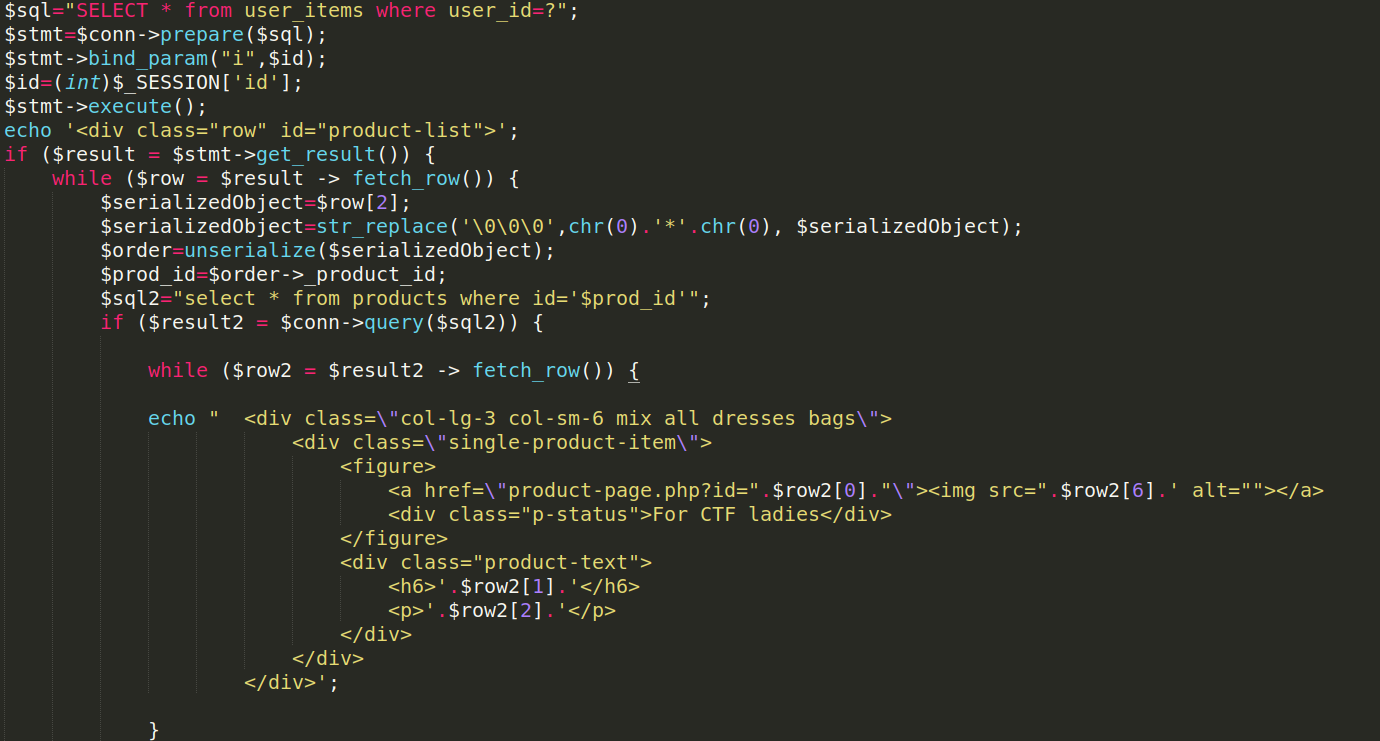 $sql="SELECT * from user_items where user_id=?";
$stmt=$conn->prepare($sql);
$stmt->bind_param("i",$id);
$id=(int)$_SESSION['id'];
$stmt->execute();
echo '<div class="row" id="product-list">';
if ($result = $stmt->get_result()) {
    while ($row = $result -> fetch_row()) {
        $serializedObject=$row[2];
        $serializedObject=str_replace('\0\0\0',chr(0).'*'.chr(0), $serializedObject);
        $order=unserialize($serializedObject);
        $prod_id=$order->_product_id;
        $sql2="select * from products where id='$prod_id'";
        if ($result2 = $conn->query($sql2)) {
            while ($row2 = $result2 -> fetch_row()) {
            echo "  <div class=\"col-lg-3 col-sm-6 mix all dresses bags\">
                        <div class=\"single-product-item\">
                            <figure>
                                <a href=\"product-page.php?id=".$row2[0]."\"><img src=".$row2[6].' alt=""></a>
                                <div class="p-status">For CTF ladies</div>
                            </figure>
                            <div class="product-text">
                                <h6>'.$row2[1].'</h6>
                                <p>'.$row2[2].'</p>
                            </div>
                        </div>
                    </div>';
            }